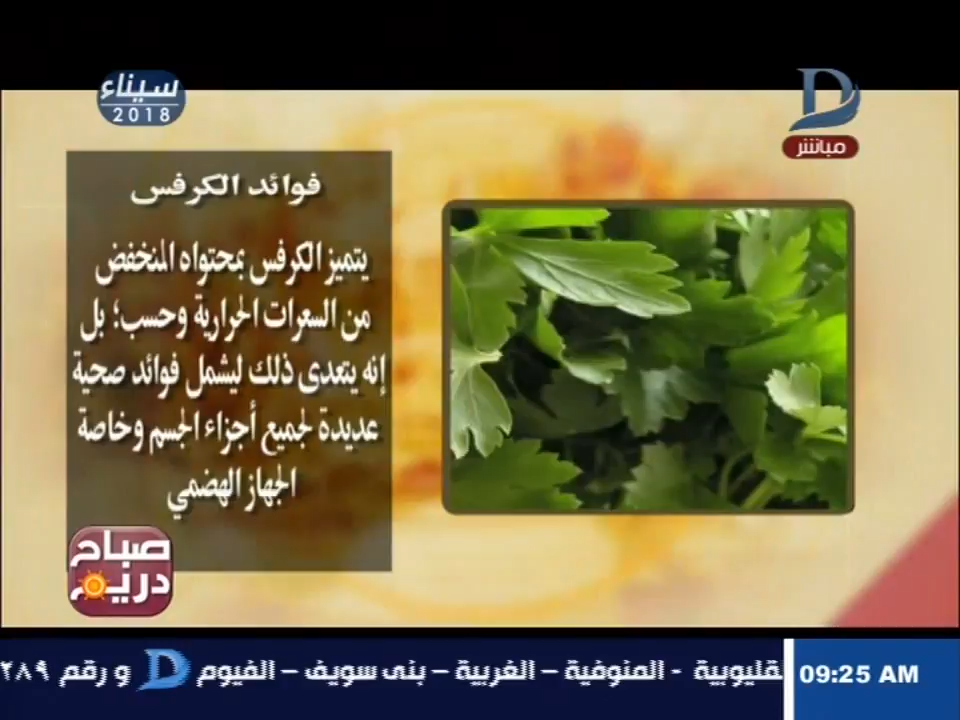 سيناء
2018
D
مباشر
فوائد الكرفس
يتميز الكرفس بمحتواه المنخفض
من السعرات الحرارية وحسب؛ بل
إنه يتعدى ذلك ليشمل فوائد صحية
عديدة لجميع أجزاء الجسم وخاصة
الجهاز الهضمي
صباح
دريم
قليوبية - المنوفية – الغربية – بنى سويف – الفيوم D و رقم ٢٨٩
09:25 AM